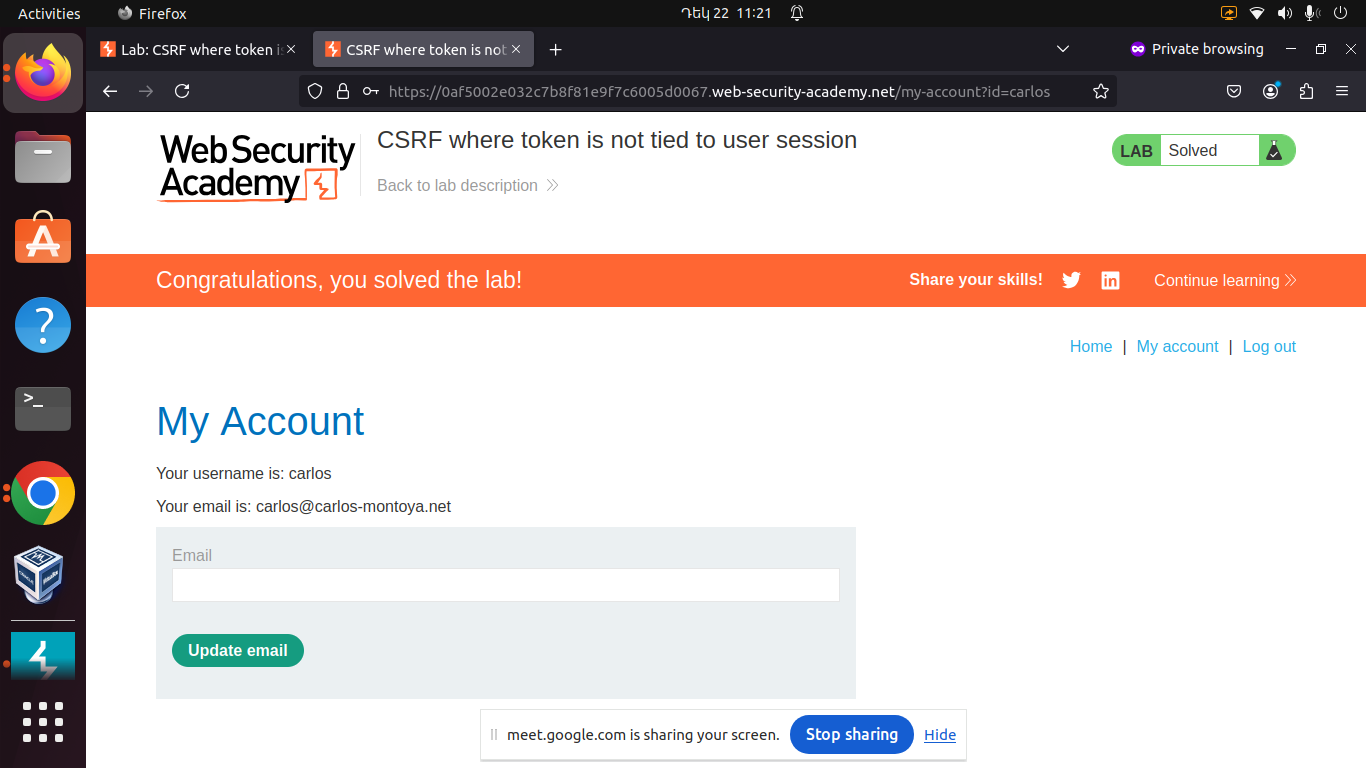 Activities Firefox Դեկ 22 11:21
Lab: CSRF where token is CSRF where token is not Private browsing
https://0af5002e032c7b8f81e9f7c6005d0067.web-security-academy.net/my-account?id=carlos
Web Security
Academy
CSRF where token is not tied to user session
Back to lab description
LAB Solved
Congratulations, you solved the lab!
Share your skills!
Continue learning
Home | My account | Log out
My Account
Your username is: carlos
Your email is: carlos@carlos-montoya.net
Email
Update email
meet.google.com is sharing your screen. Stop sharing Hide